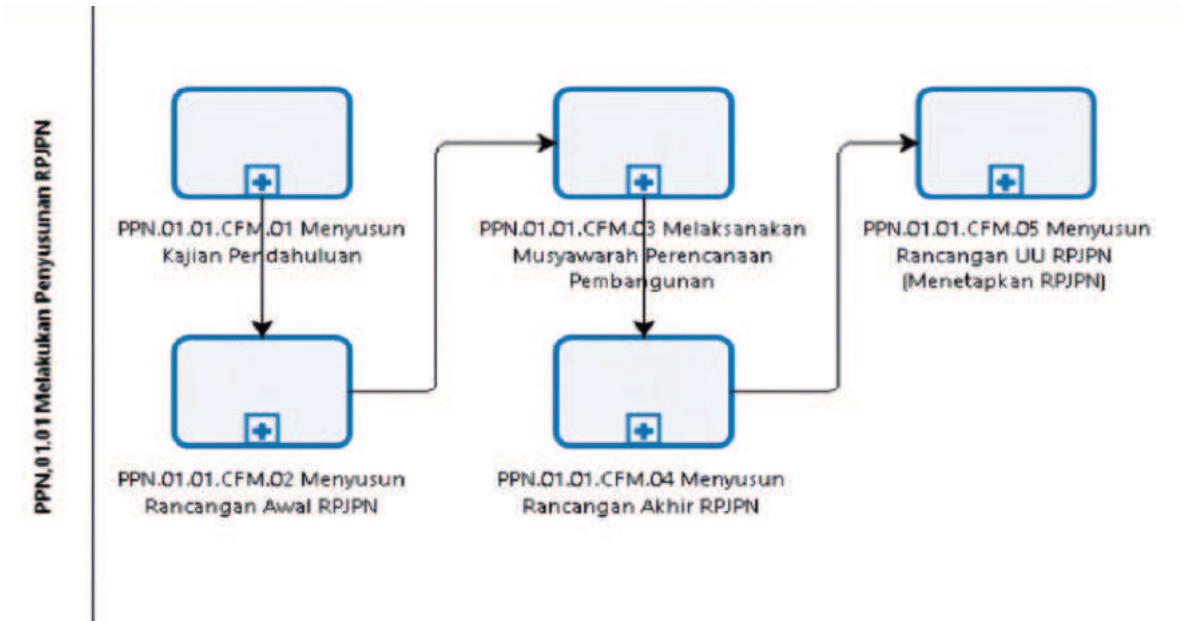 PPN.01.01 Melakukan Penyusunan RPJPN
PPN.01.01.CFM.01 Menyusun
Kajian Pendahuluan
PPN.01.01.CFM.02 Menyusun
Rancangan Awal RPJPN
PPN.01.01.CFM.03 Melaksanakan
Musyawarah Perencanaan
Pembangunan
PPN.01.01.CFM.04 Menyusun
Rancangan Akhir RPJPN
PPN.01.01.CFM.05 Menyusun
Rancangan UU RPJPN
(Menetapkan RPJPN)